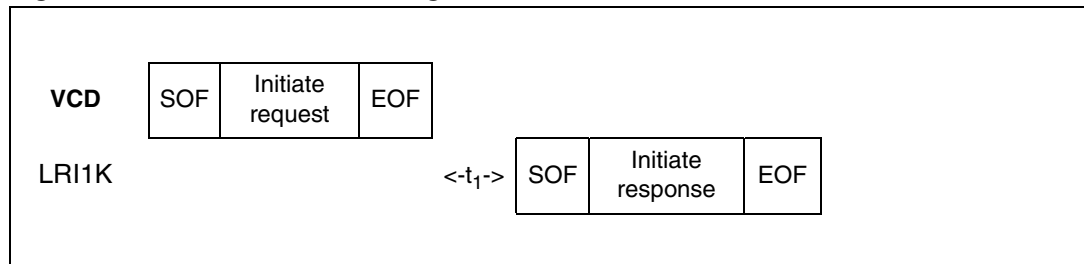 VCD SOF Initiate request EOF
LRI1K <-t1-> SOF Initiate response EOF